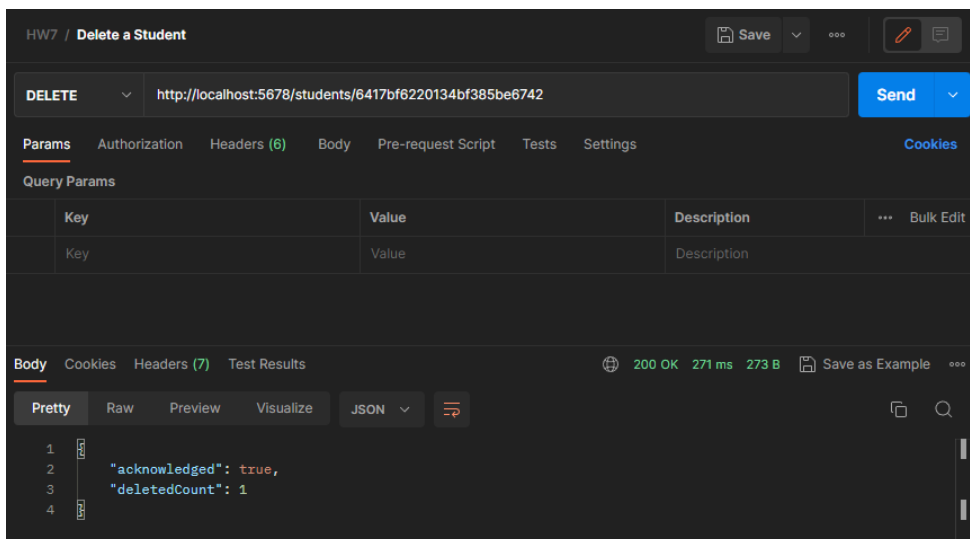 HW7 / Delete a Student Save
DELETE http://localhost:5678/students/6417bf6220134bf385be6742 Send
Params Authorization Headers (6) Body Pre-request Script Tests Settings Cookies
Query Params
Key Value Description Bulk Edit
Key Value Description
Body Cookies Headers (7) Test Results 200 OK 271 ms 273 B Save as Example
Pretty Raw Preview Visualize JSON
1 {
2 "acknowledged": true,
3 "deletedCount": 1
4 }